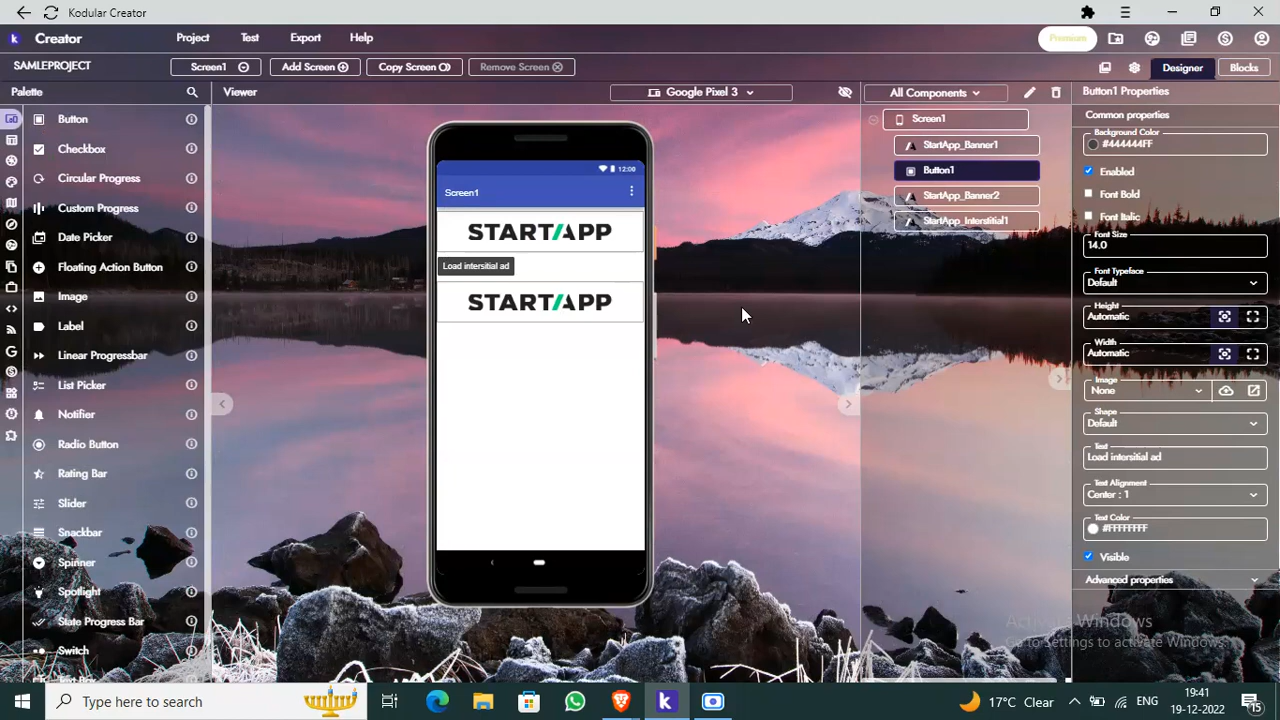 Kodular Creator
Creator
Project
Test
Export
Help
Premium
SAMLEPROJECT
Screen1
Add Screen
Copy Screen
Remove Screen
Designer
Blocks
Palette
Viewer
Google Pixel 3
All Components
Button1 Properties
Button
Checkbox
Circular Progress
Custom Progress
Date Picker
Floating Action Button
Image
Label
Linear Progressbar
List Picker
Notifier
Radio Button
Rating Bar
Slider
Snackbar
Spinner
Spotlight
State Progress Bar
Switch
12:00
Screen1
STARTAPP
Load intersitial ad
STARTAPP
Screen1
StartApp_Banner1
Button1
StartApp_Banner2
StartApp_Interstitial1
Common properties
Background Color
#444444FF
Enabled
Font Bold
Font Italic
Font Size
14.0
Font Typeface
Default
Height
Automatic
Width
Automatic
Image
None
Shape
Default
Text
Load intersitial ad
Text Alignment
Center : 1
Text Color
#FFFFFFFF
Visible
Advanced properties
Activate Windows
Go to Settings to activate Windows.
Type here to search
17°C Clear
ENG
19:41
19-12-2022
15